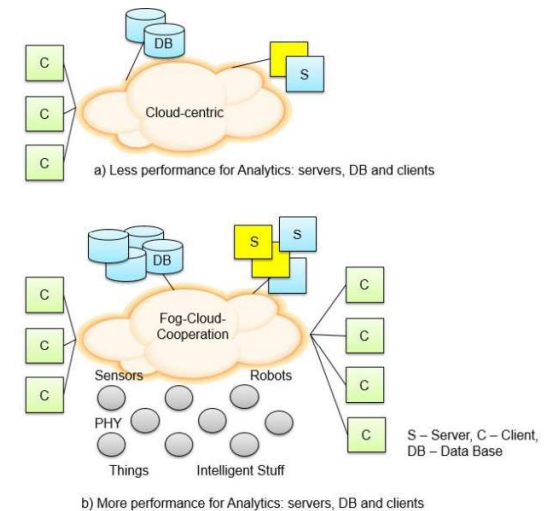 DB
C
S
C
Cloud-centric
C
a) Less performance for Analytics: servers, DB and clients
S
S
DB
C
C
Fog-Cloud-
Cooperation
C
C
Sensors
Robots
C
C
PHY
C
S – Server, C – Client,
DB – Data Base
Things
Intelligent Stuff
b) More performance for Analytics: servers, DB and clients